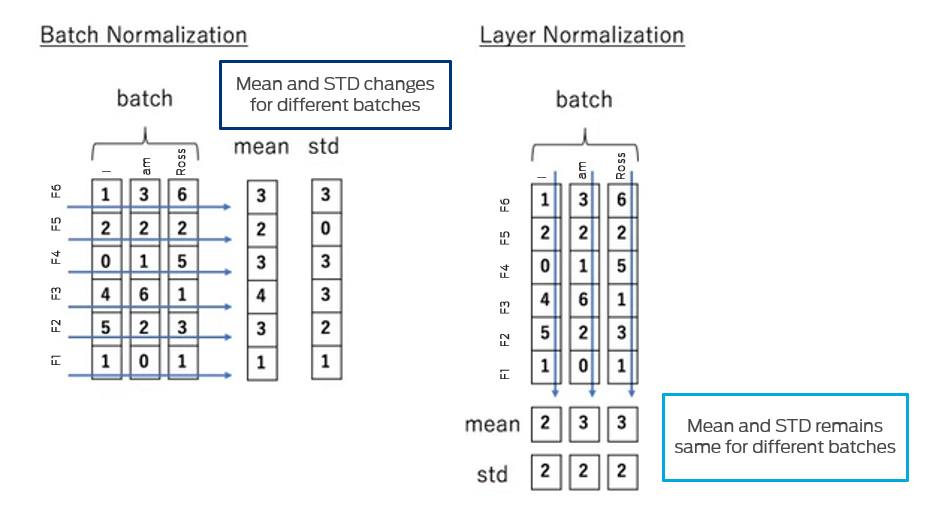 Batch Normalization
Mean and STD changes
for different batches
batch
mean std
I am Ross
F6 1 3 6 3 3
F5 2 2 2 2 0
F4 0 1 5 3 3
F3 4 6 1 4 3
F2 5 2 3 3 2
F1 1 0 1 1 1
Layer Normalization
batch
I am Ross
F6 1 3 6
F5 2 2 2
F4 0 1 5
F3 4 6 1
F2 5 2 3
F1 1 0 1
mean 2 3 3
std 2 2 2
Mean and STD remains
same for different batches